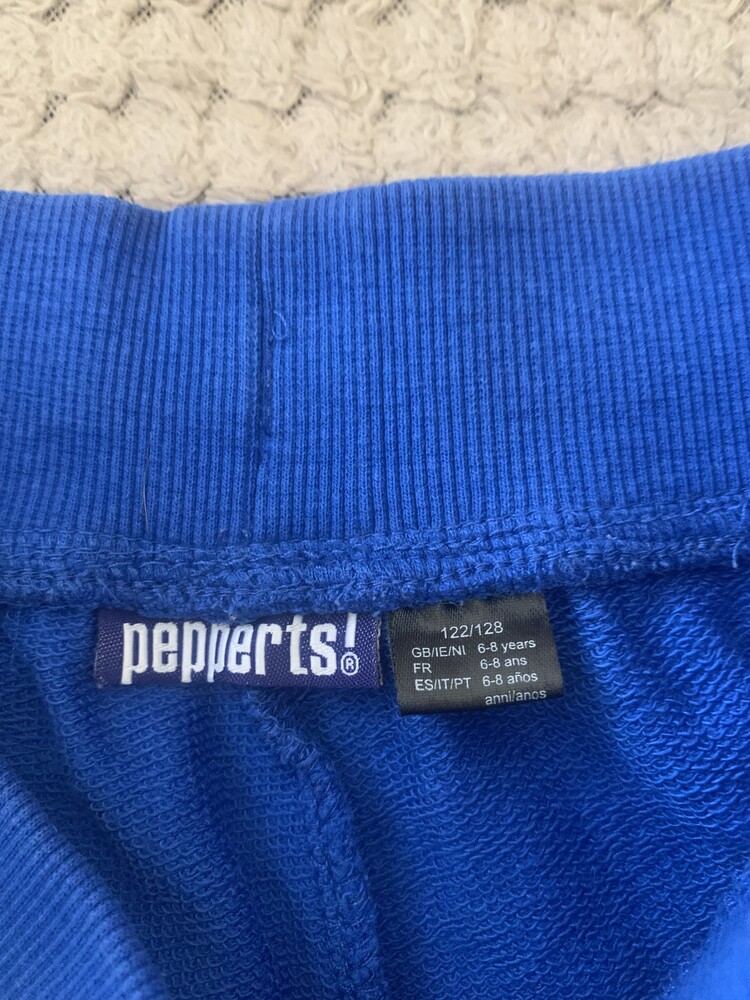 pepperts!®
122/128
GB/IE/NI 6-8 years
FR 6-8 ans
ES/IT/PT 6-8 años
anni/anos